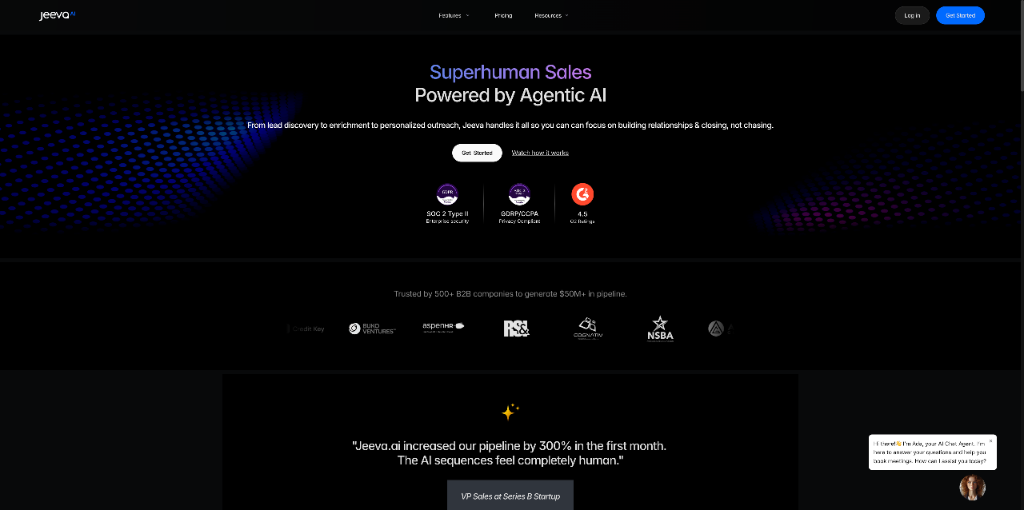 jeeva AI
Features
Pricing
Resources
Log in
Get Started
Superhuman Sales
Powered by Agentic AI
From lead discovery to enrichment to personalized outreach, Jeeva handles it all so you can can focus on building relationships & closing, not chasing.
Get Started
Watch how it works
GDPR
SOC 2
SOC 2 Type II
Enterprise Security
GDRP/CCPA
Privacy Compliant
4.5
G2 Ratings
Trusted by 500+ B2B companies to generate $50M+ in pipeline.
Credit Key
VENTURES
aspenHR
RS&I
COGNATIV
NSBA
"Jeeva.ai increased our pipeline by 300% in the first month.
The AI sequences feel completely human."
VP Sales at Series B Startup
Hi there!👋 I'm Ada, your AI Chat Agent. I'm
here to answer your questions and help you
book meetings. How can I assist you today?